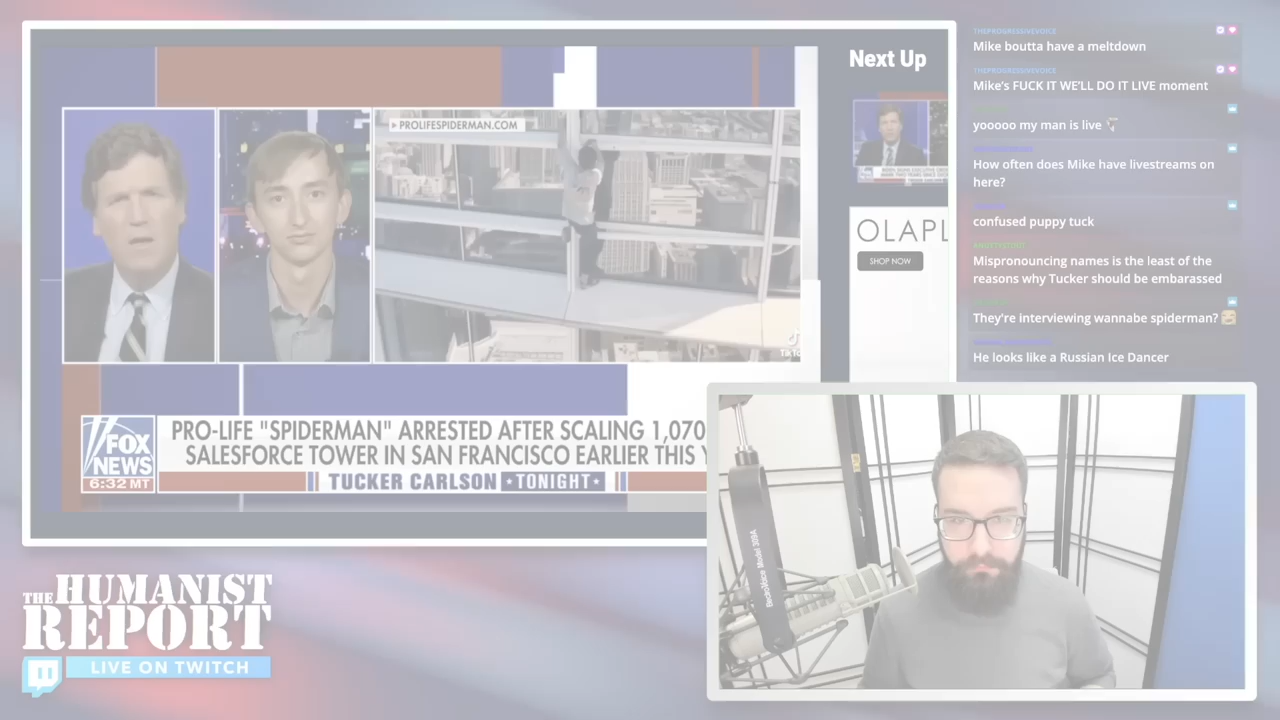 PROLIFESPIDERMAN.COM
TikTo
FOX
NEWS
6:32 MT
PRO-LIFE "SPIDERMAN" ARRESTED AFTER SCALING 1,070
SALESFORCE TOWER IN SAN FRANCISCO EARLIER THIS Y
TUCKER CARLSON TONIGHT
Next Up
OLAPL
SHOP NOW
THEPROGRESSIVEVOICE
Mike boutta have a meltdown
THEPROGRESSIVEVOICE
Mike's FUCK IT WE'LL DO IT LIVE moment
yooooo my man is live
How often does Mike have livestreams on
here?
confused puppy tuck
Mispronouncing names is the least of the
reasons why Tucker should be embarassed
They're interviewing wannabe spiderman?
He looks like a Russian Ice Dancer
THE HUMANIST
REPORT
LIVE ON TWITCH